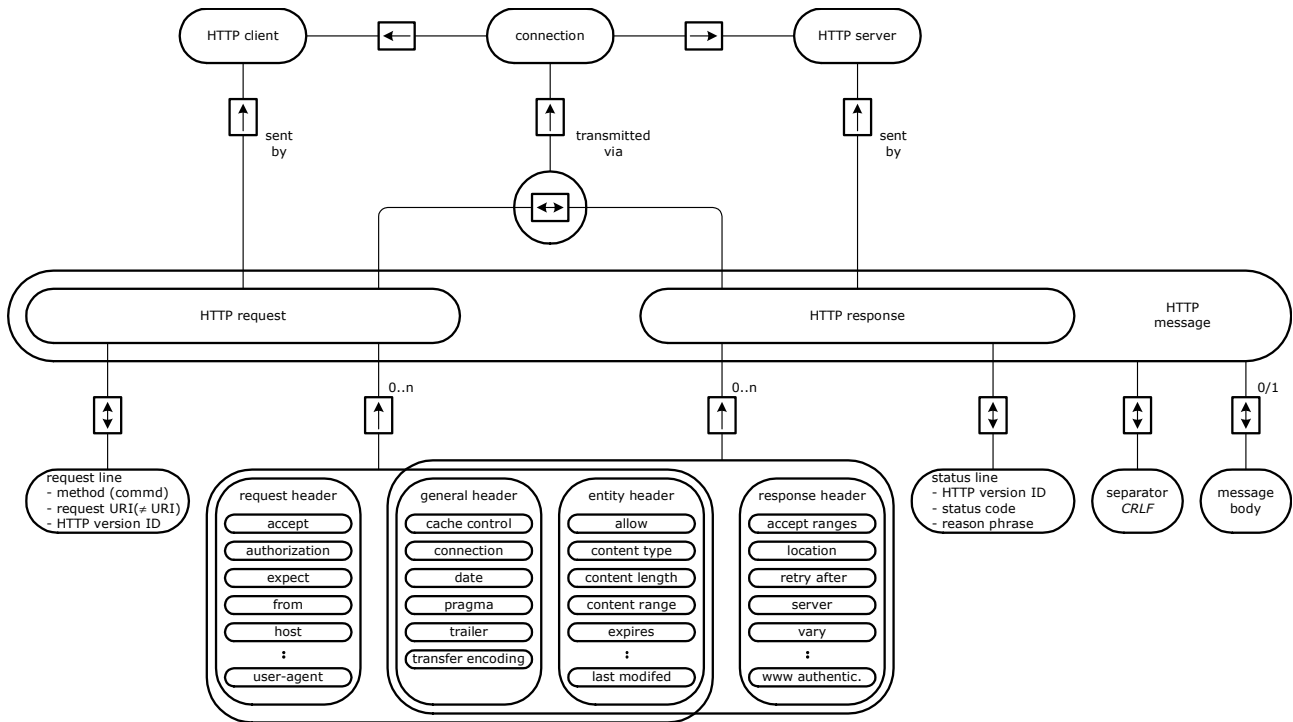 HTTP client
connection
HTTP server
sent
by
transmitted
via
sent
by
HTTP request
HTTP response
HTTP
message
0..n
0..n
0/1
request line
- method (commd)
- request URI(≠ URI)
- HTTP version ID
request header
accept
authorization
expect
from
host
:
user-agent
general header
cache control
connection
date
pragma
trailer
transfer encoding
entity header
allow
content type
content length
content range
expires
:
last modifed
response header
accept ranges
location
retry after
server
vary
:
www authentic.
status line
- HTTP version ID
- status code
- reason phrase
separator
CRLF
message
body